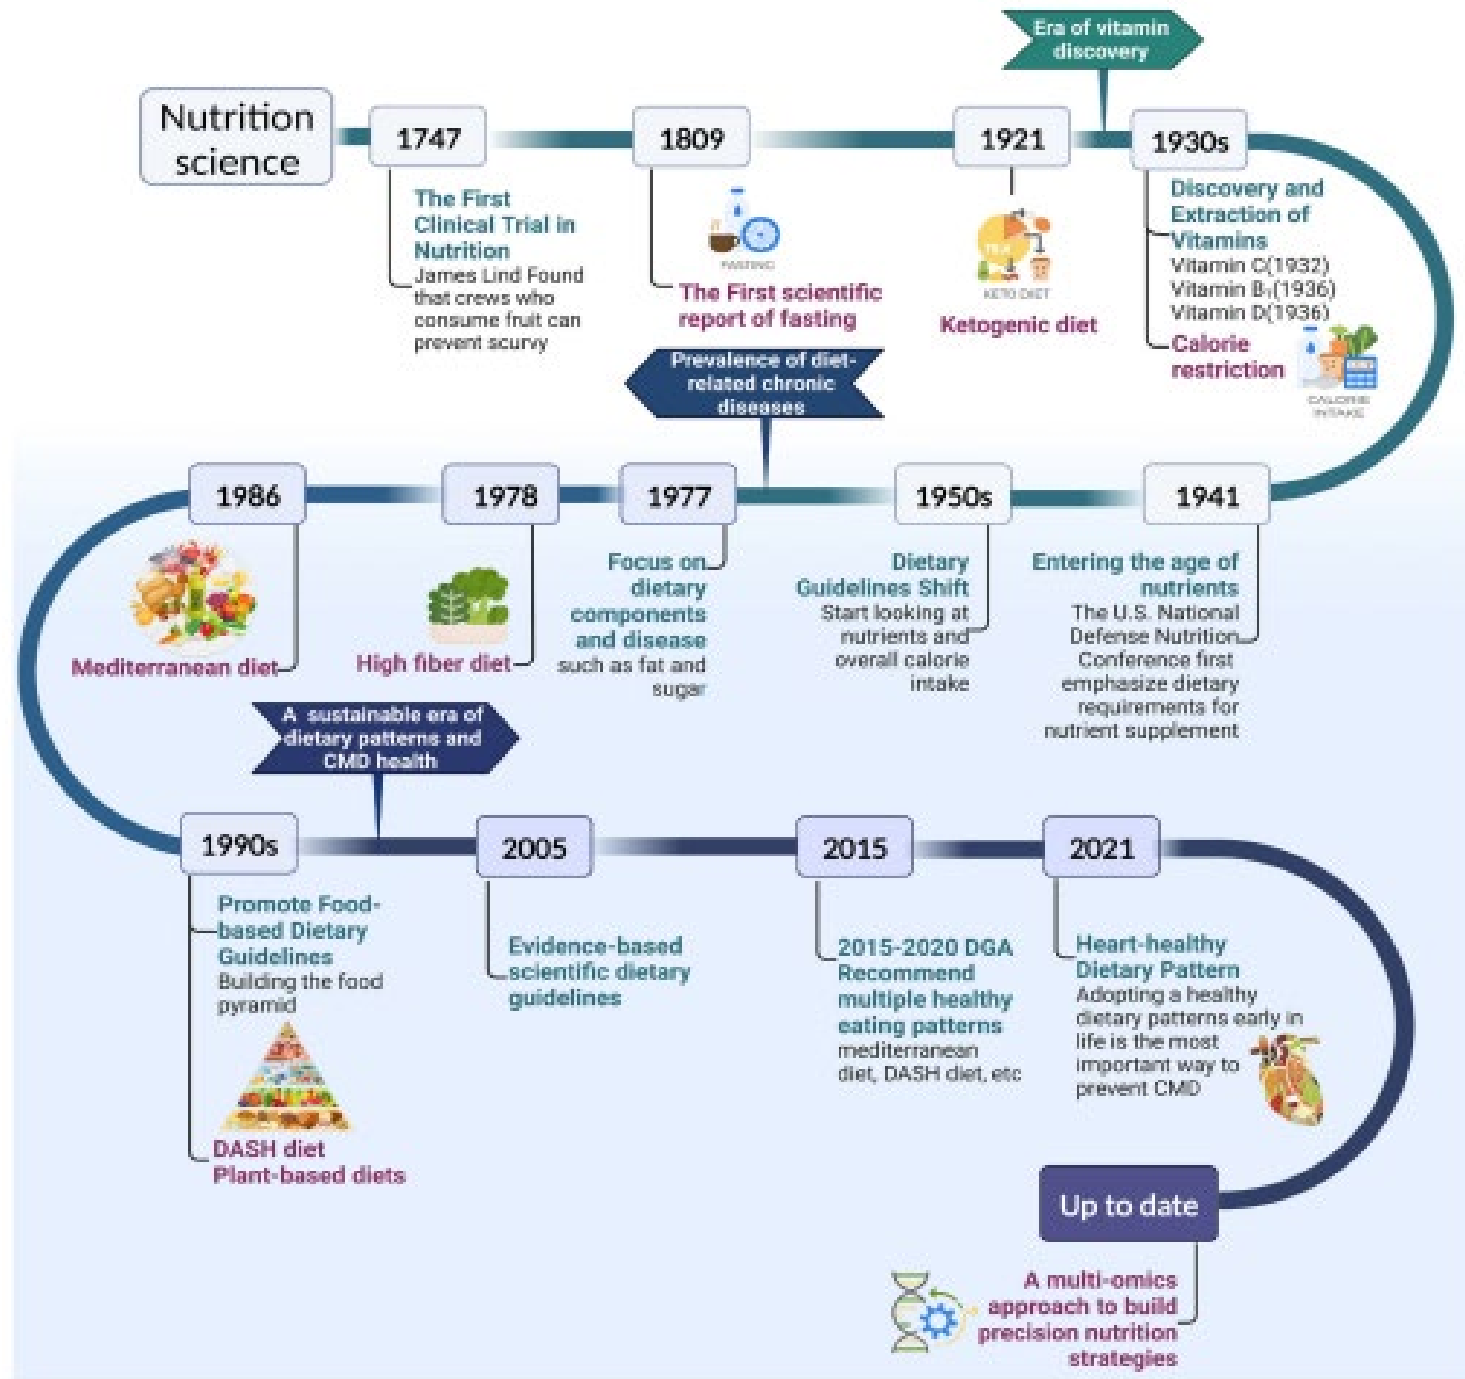 Era of vitamin
discovery
Nutrition
science
1747
1809
1921
1930s
The First
Clinical Trial in
Nutrition
James Lind Found
that crews who
consume fruit can
prevent scurvy
FASTING
The First scientific
report of fasting
KETO DIET
Ketogenic diet
Discovery and
Extraction of
Vitamins
Vitamin C(1932)
Vitamin B₁(1936)
Vitamin D(1936)
Calorie
restriction
CALORIE
INTAKE
Prevalence of diet-
related chronic
diseases
1986
1978
1977
1950s
1941
Mediterranean diet
High fiber diet
Focus on
dietary
components
and disease
such as fat and
sugar
Dietary
Guidelines Shift
Start looking at
nutrients and
overall calorie
intake
Entering the age of
nutrients
The U.S. National
Defense Nutrition
Conference first
emphasize dietary
requirements for
nutrient supplement
A sustainable era of
dietary patterns and
CMD health
1990s
2005
2015
2021
Promote Food-
based Dietary
Guidelines
Building the food
pyramid
DASH diet
Plant-based diets
Evidence-based
scientific dietary
guidelines
2015-2020 DGA
Recommend
multiple healthy
eating patterns
mediterranean
diet, DASH diet, etc
Heart-healthy
Dietary Pattern
Adopting a healthy
dietary patterns early in
life is the most
important way to
prevent CMD
Up to date
A multi-omics
approach to build
precision nutrition
strategies